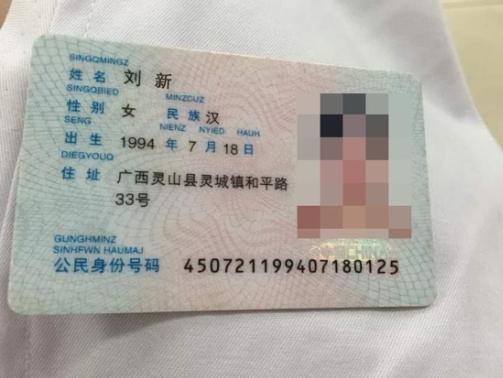 SINGQMINGZ
姓名 刘新
SINGQBIED MINZCUZ
性别 女 民族汉
SENG NIENZ NYIED HAUH
出生 1994 年 7 月 18 日
DIEGYOUQ
住址 广西灵山县灵城镇和平路
33号
GUNGHMINZ
SINHFWN HAUMAJ
公民身份号码 450721199407180125